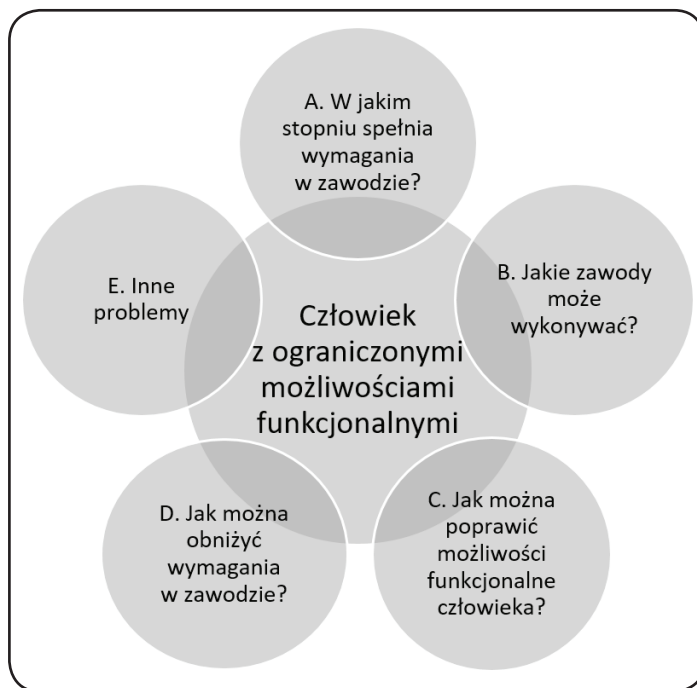 A. W jakim
stopniu spełnia
wymagania
w zawodzie?
B. Jakie zawody
może
wykonywać?
E. Inne
problemy
Człowiek
z ograniczonymi
możliwościami
funkcjonalnymi
D. Jak można
obniżyć
wymagania
w zawodzie?
C. Jak można
poprawić
możliwości
funkcjonalne
człowieka?